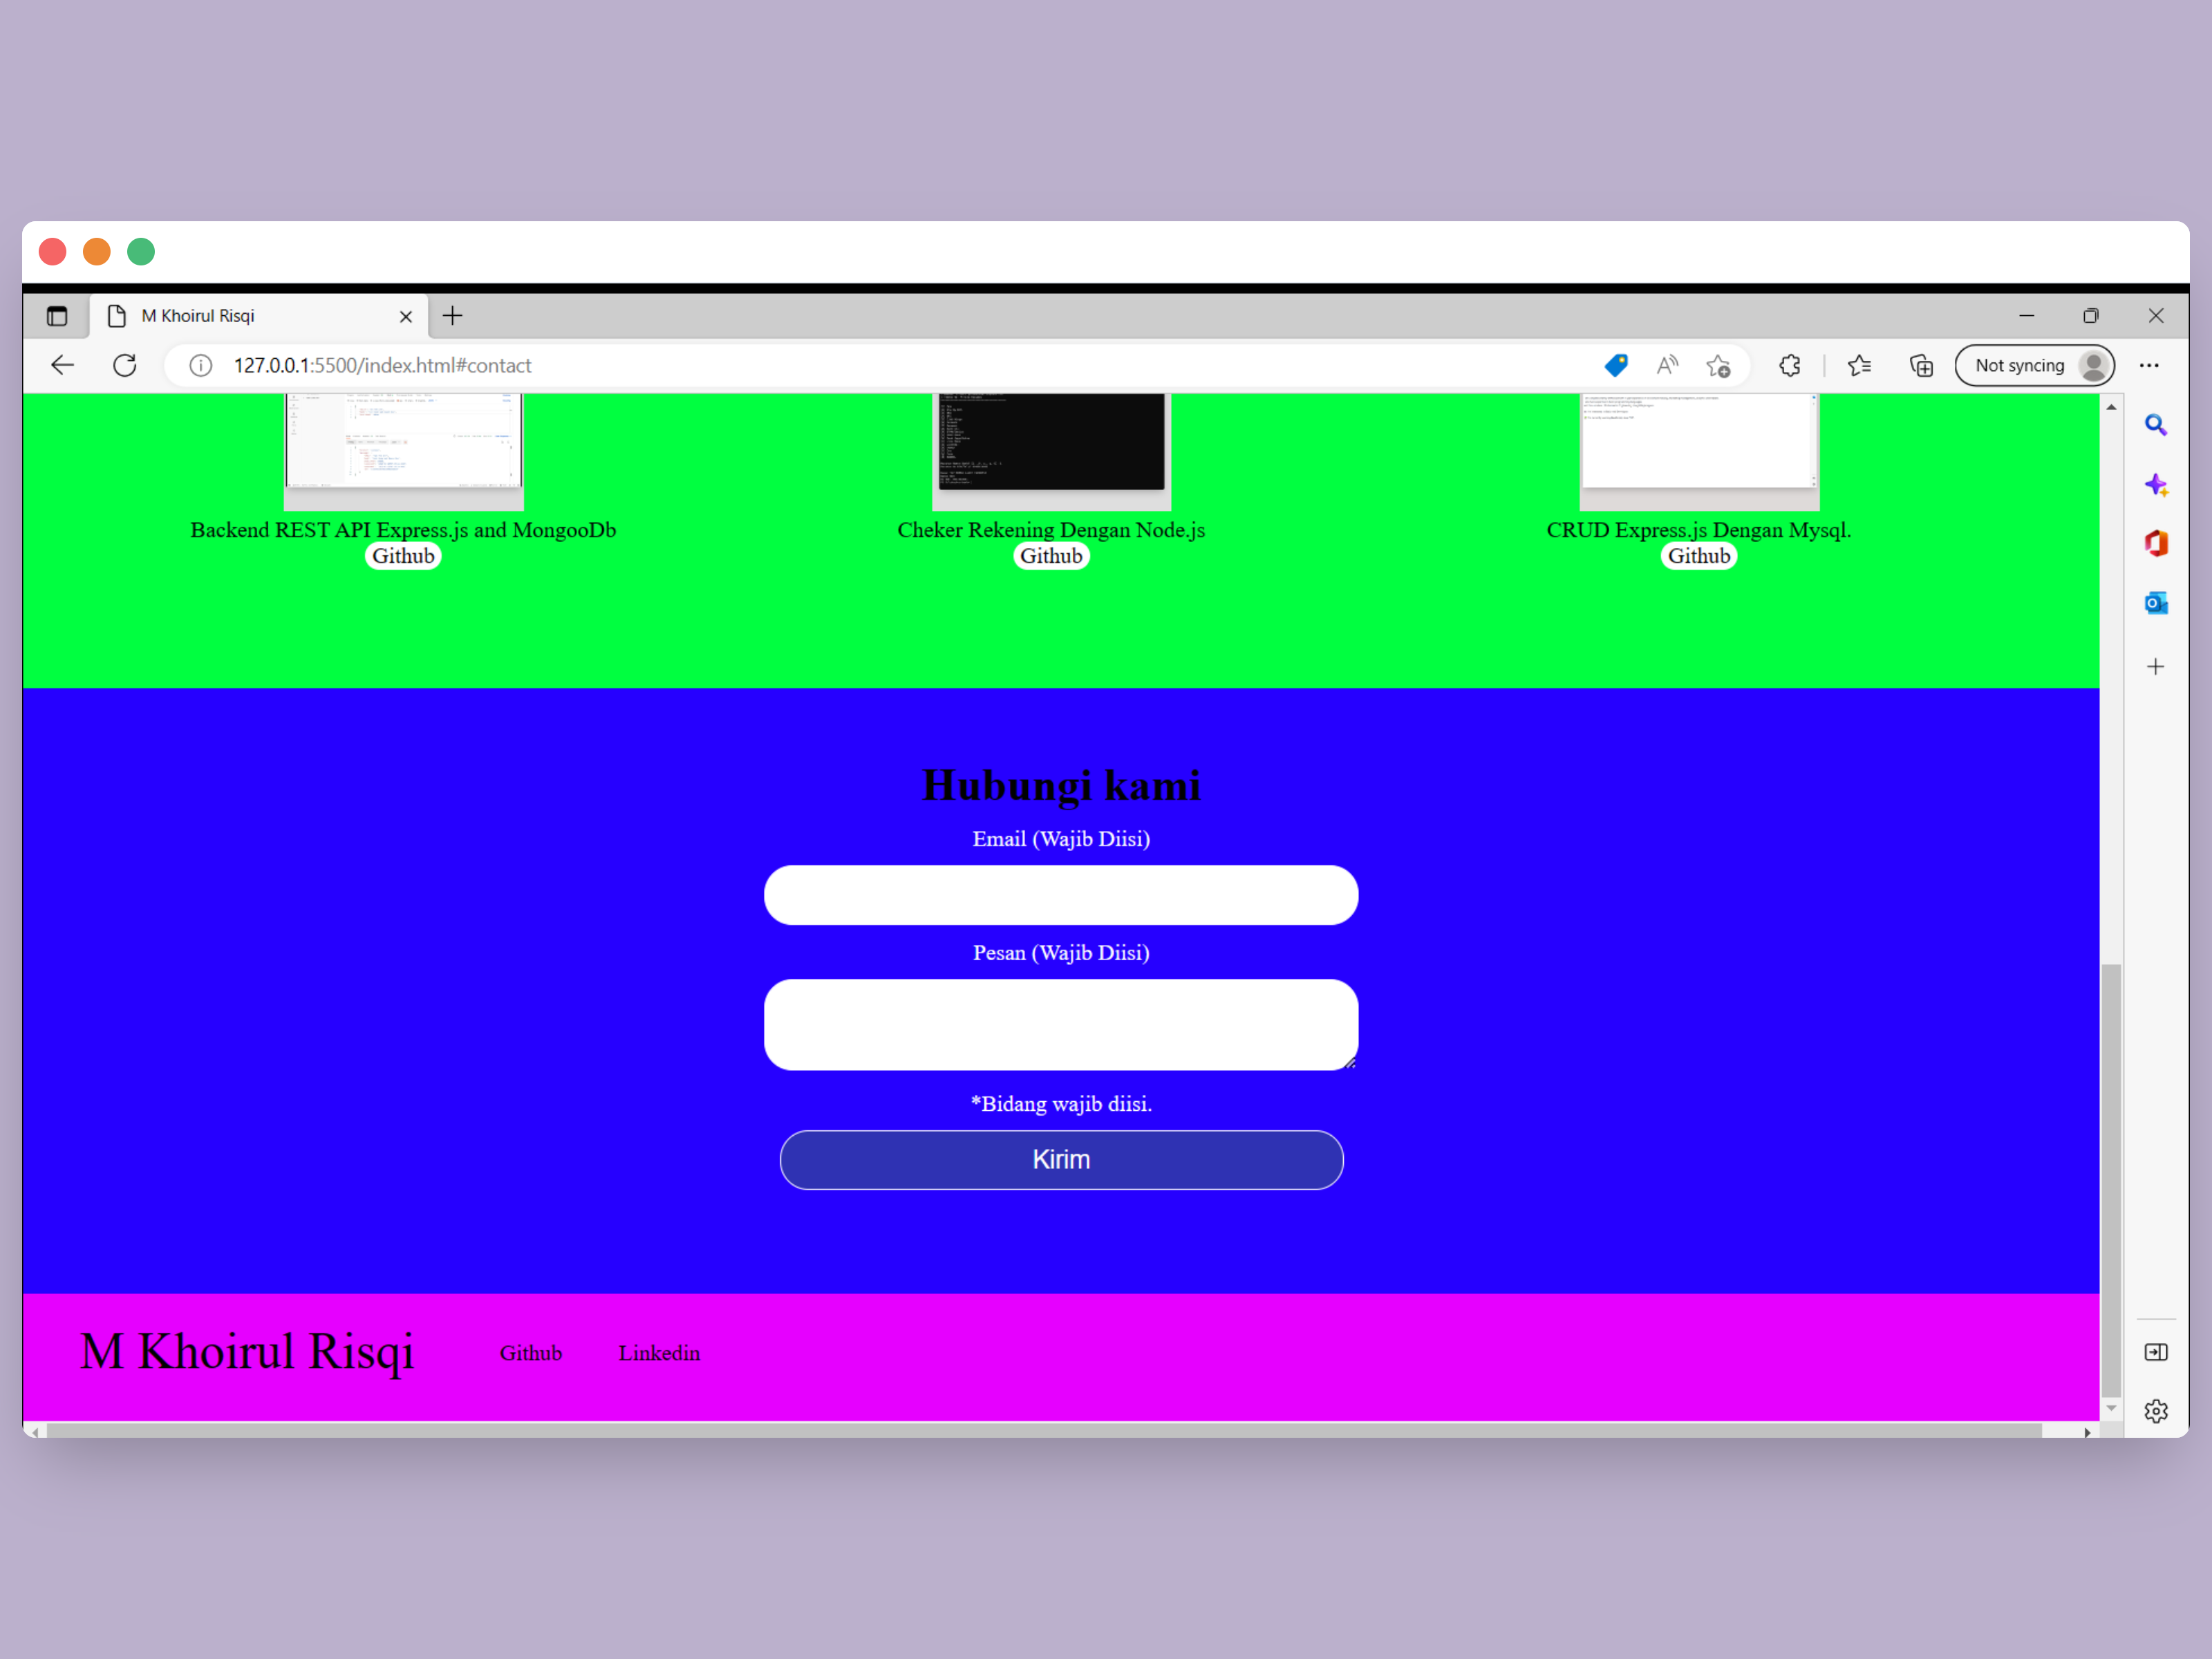 M Khoirul Risqi
127.0.0.1:5500/index.html#contact
Not syncing
Backend REST API Express.js and MongooDb
Github
Cheker Rekening Dengan Node.js
Github
CRUD Express.js Dengan Mysql.
Github
Hubungi kami
Email (Wajib Diisi)
Pesan (Wajib Diisi)
*Bidang wajib diisi.
Kirim
M Khoirul Risqi
Github
Linkedin